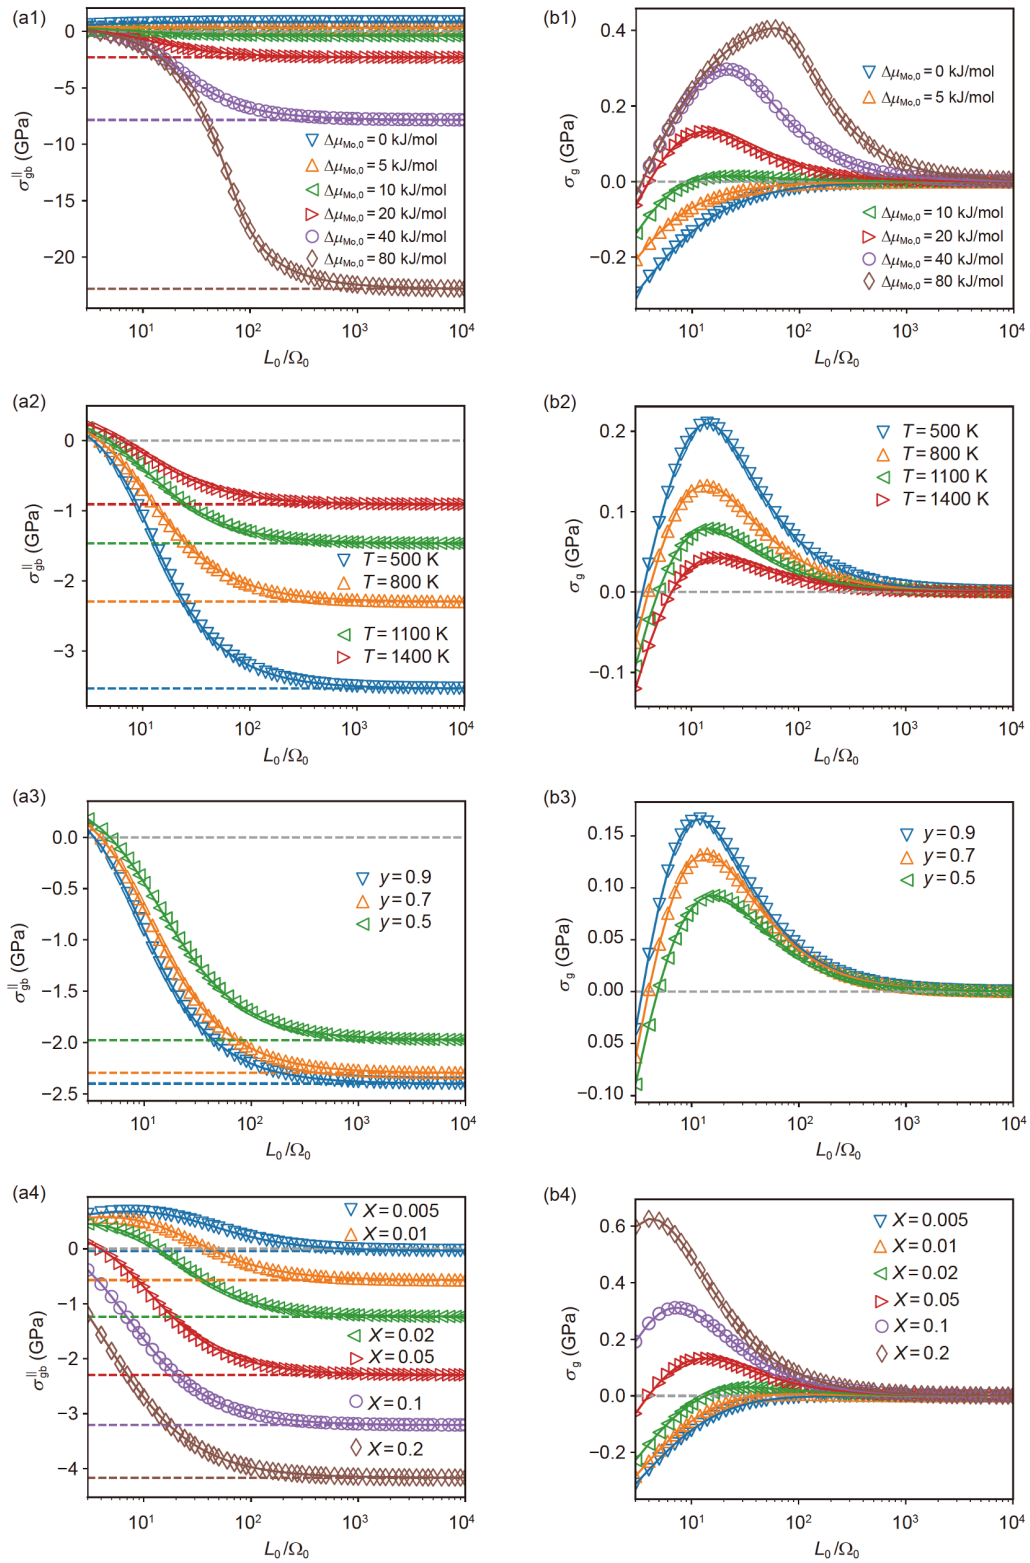 (a1)
0
−5
−10
−15
−20
σgb|| (GPa)
ΔμMo,0 = 0 kJ/mol
ΔμMo,0 = 5 kJ/mol
ΔμMo,0 = 10 kJ/mol
ΔμMo,0 = 20 kJ/mol
ΔμMo,0 = 40 kJ/mol
ΔμMo,0 = 80 kJ/mol
10¹ 10² 10³ 10⁴
L₀/Ω₀
(b1)
0.4
0.2
0.0
−0.2
σg (GPa)
ΔμMo,0 = 0 kJ/mol
ΔμMo,0 = 5 kJ/mol
ΔμMo,0 = 10 kJ/mol
ΔμMo,0 = 20 kJ/mol
ΔμMo,0 = 40 kJ/mol
ΔμMo,0 = 80 kJ/mol
10¹ 10² 10³ 10⁴
L₀/Ω₀
(a2)
0
−1
−2
−3
σgb|| (GPa)
T = 500 K
T = 800 K
T = 1100 K
T = 1400 K
10¹ 10² 10³ 10⁴
L₀/Ω₀
(b2)
0.2
0.1
0.0
−0.1
σg (GPa)
T = 500 K
T = 800 K
T = 1100 K
T = 1400 K
10¹ 10² 10³ 10⁴
L₀/Ω₀
(a3)
0.0
−0.5
−1.0
−1.5
−2.0
−2.5
σgb|| (GPa)
y = 0.9
y = 0.7
y = 0.5
10¹ 10² 10³ 10⁴
L₀/Ω₀
(b3)
0.15
0.10
0.05
0.00
0.05
−0.10
σg (GPa)
y = 0.9
y = 0.7
y = 0.5
10¹ 10² 10³ 10⁴
L₀/Ω₀
(a4)
0
−1
−2
−3
−4
σgb|| (GPa)
X = 0.005
X = 0.01
X = 0.02
X = 0.05
X = 0.1
X = 0.2
10¹ 10² 10³ 10⁴
L₀/Ω₀
(b4)
0.6
0.4
0.2
0.0
−0.2
σg (GPa)
X = 0.005
X = 0.01
X = 0.02
X = 0.05
X = 0.1
X = 0.2
10¹ 10² 10³ 10⁴
L₀/Ω₀